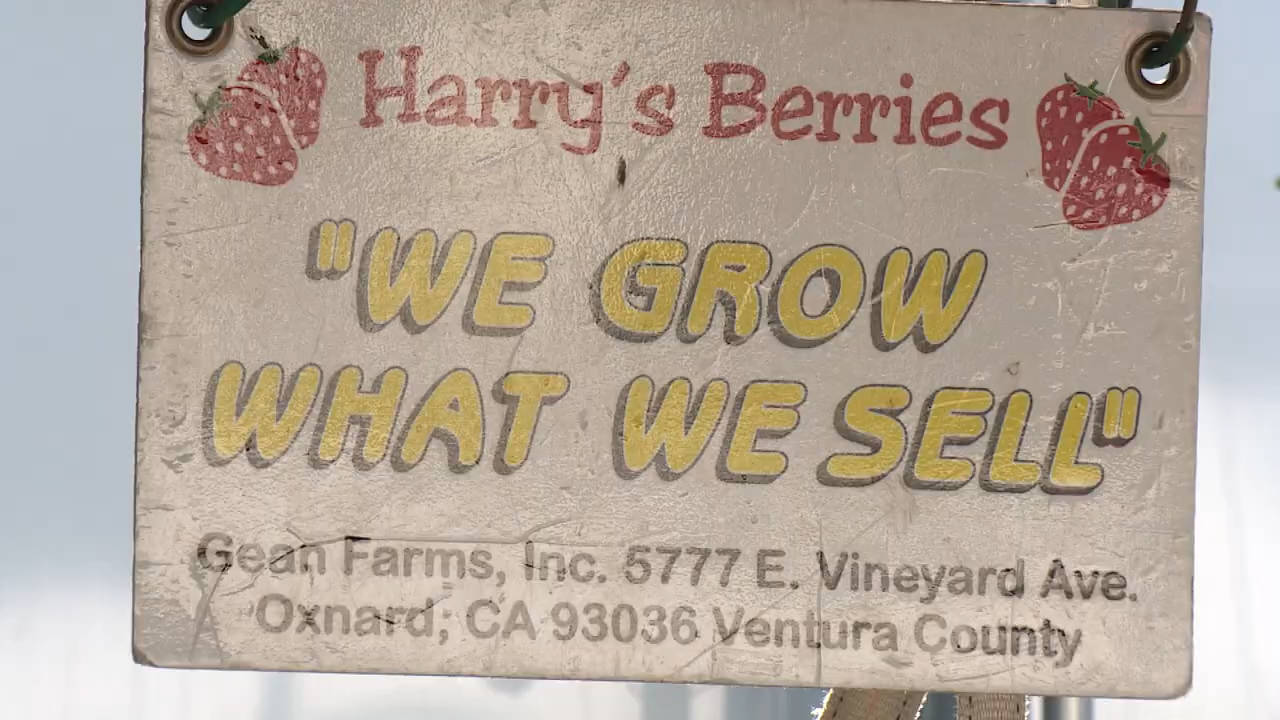 Harry's Berries
"WE GROW
WHAT WE SELL"
Gean Farms, Inc. 5777 E. Vineyard Ave.
Oxnard, CA 93036 Ventura County